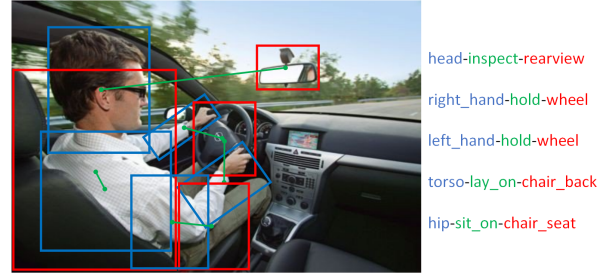 head-inspect-rearview
right_hand-hold-wheel
left_hand-hold-wheel
torso-lay_on-chair_back
hip-sit_on-chair_seat